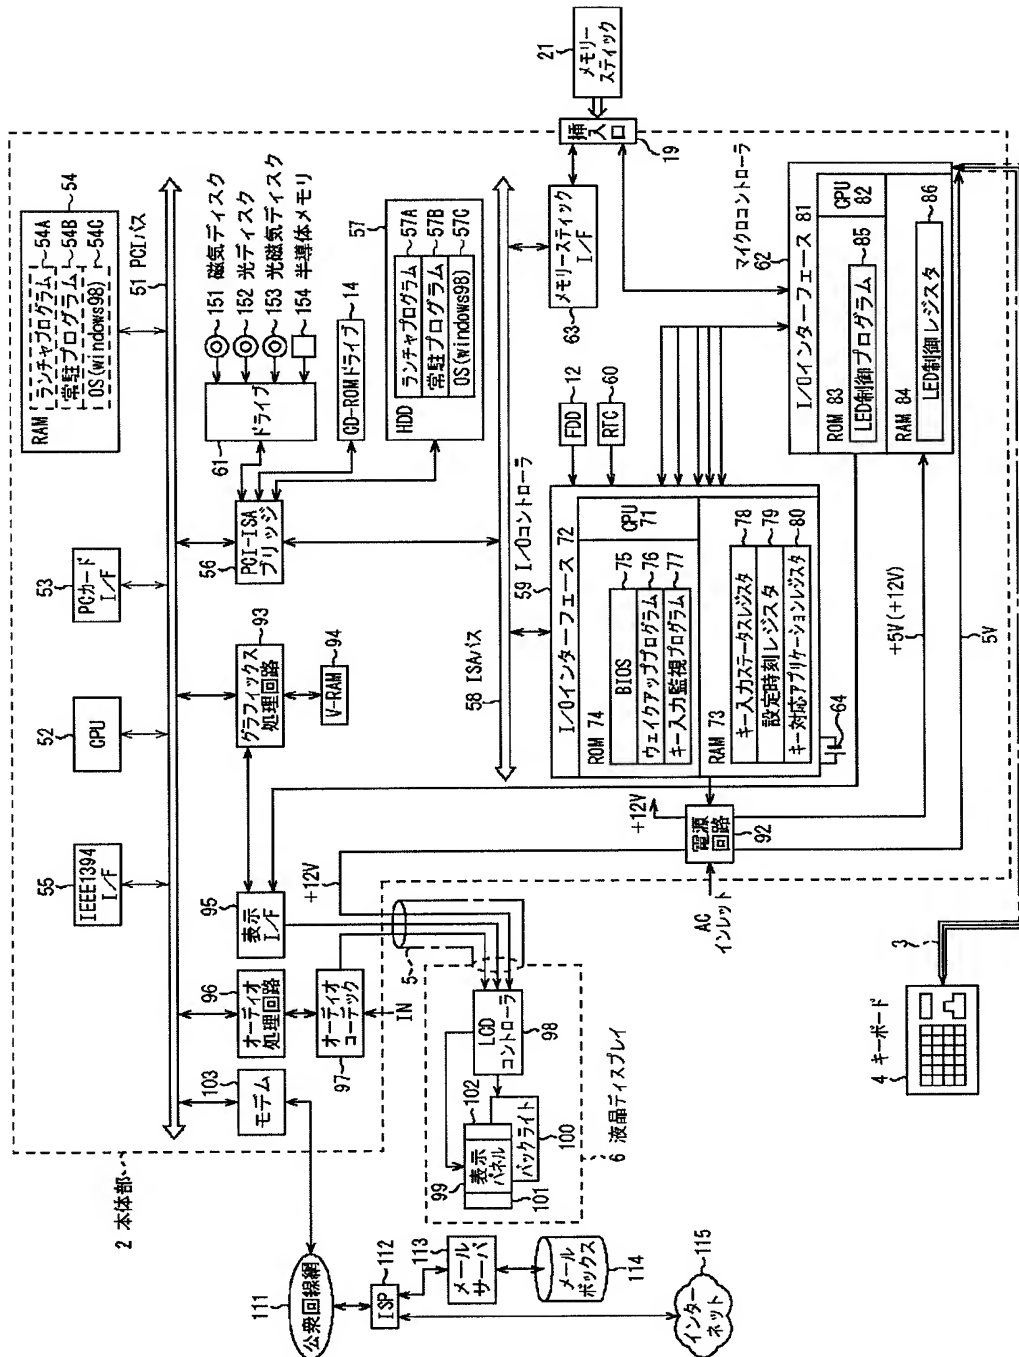 2 本体部
55
IEEE1394
I/F
52
CPU
53
PCカード
I/F
RAM
54
ランチャプログラム
54A
常駐プログラム
54B
OS(windows98)
54C
51 PCIバス
103
モデム
96
オーディオ
処理回路
95
表示
I/F
93
グラフィックス
処理回路
94
V-RAM
97
オーディオ
コーデック
IN
56
PCI-ISA
ブリッジ
61
ドライブ
151 磁気ディスク
152 光ディスク
153 光磁気ディスク
154 半導体メモリ
CD-ROMドライブ
14
HDD
57
ランチャプログラム
57A
常駐プログラム
57B
OS(windows98)
57C
58 ISAバス
+12V
5
111
公衆回線網
112
ISP
113
メール
サーバ
メール
ボックス
114
115
インター
ネット
LCD
コントローラ
98
99
表示
パネル
102
バックライト
100
101
6 液晶ディスプレイ
59 I/Oコントローラ
I/Oインターフェース 72
CPU
71
ROM 74
BIOS
75
ウェイクアッププログラム
76
キー入力監視プログラム
77
RAM 73
キー入力ステータスレジスタ
78
設定時刻レジスタ
79
キー対応アプリケーションレジスタ
80
64
FDD
12
RTC
60
63
メモリースティック
I/F
挿入口
19
21
メモリー
スティック
マイクロコントローラ
62
I/Oインターフェース 81
CPU
82
ROM 83
LED制御プログラム
85
RAM 84
LED制御レジスタ
86
+12V
電源
回路
92
AC
インレット
+5V(+12V)
5V
3
4 キーボード